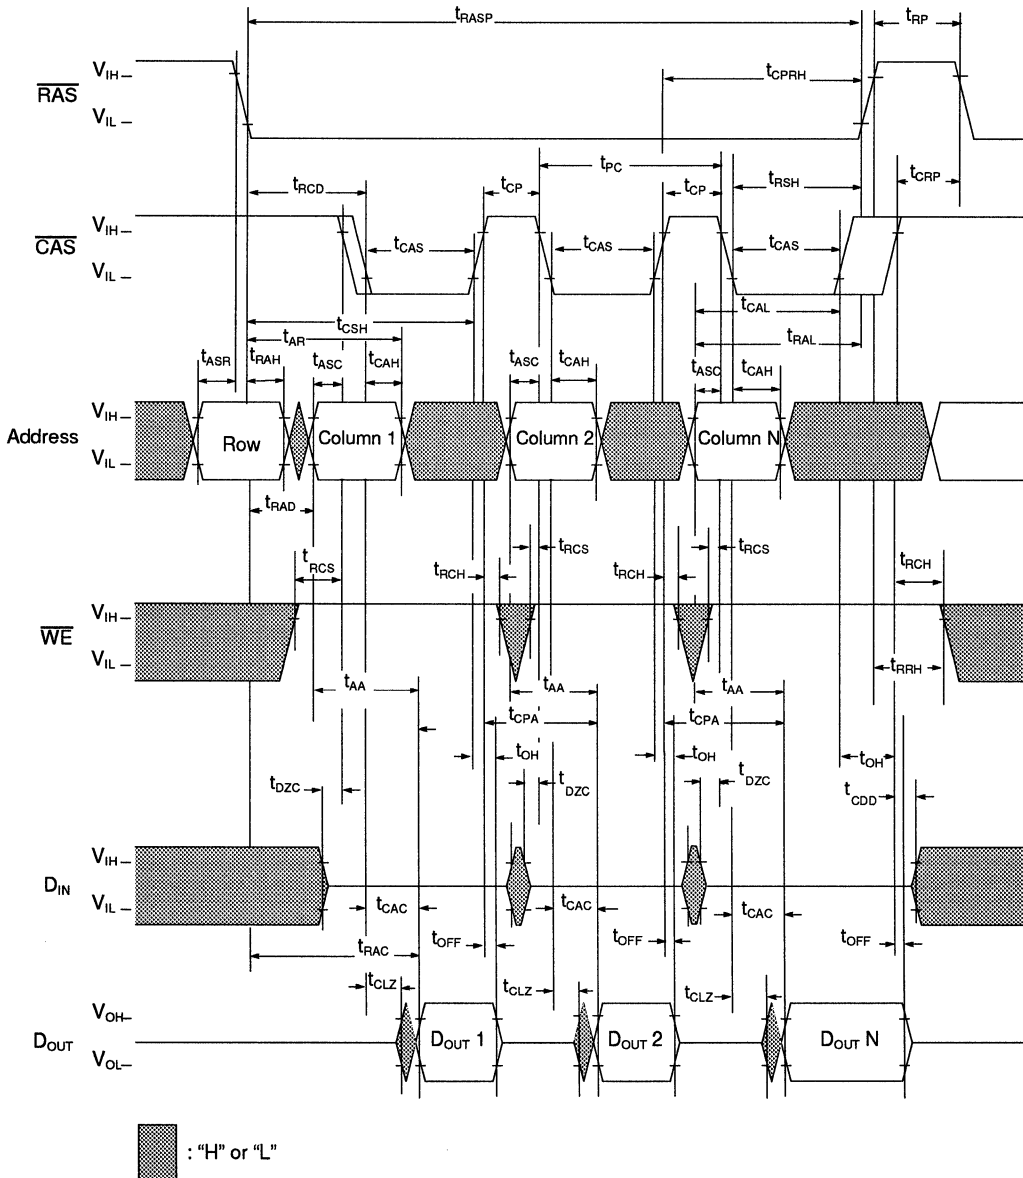 tRASP
tRP
VIH
tCPRH
RAS
VIL
tPC
tRCD
tCP
tCP
tRSH
tCRP
VIH
CAS
tCAS
tCAS
tCAS
VIL
tCSH
tCAL
tAR
tRAL
tASR
tRAH
tASC
tCAH
tASC
tCAH
tASC
tCAH
VIH
Address
Row
Column 1
Column 2
Column N
VIL
tRAD
tRCS
tRCS
tRCS
tRCH
tRCH
tRCH
VIH
WE
VIL
tRRH
tAA
tAA
tAA
tCPA
tCPA
tOH
tOH
tOH
tDZC
tDZC
tDZC
tCDD
VIH
DIN
VIL
tCAC
tCAC
tCAC
tRAC
tOFF
tOFF
tOFF
tCLZ
tCLZ
tCLZ
VOH
DOUT
DOUT 1
DOUT 2
DOUT N
VOL
: “H” or “L”